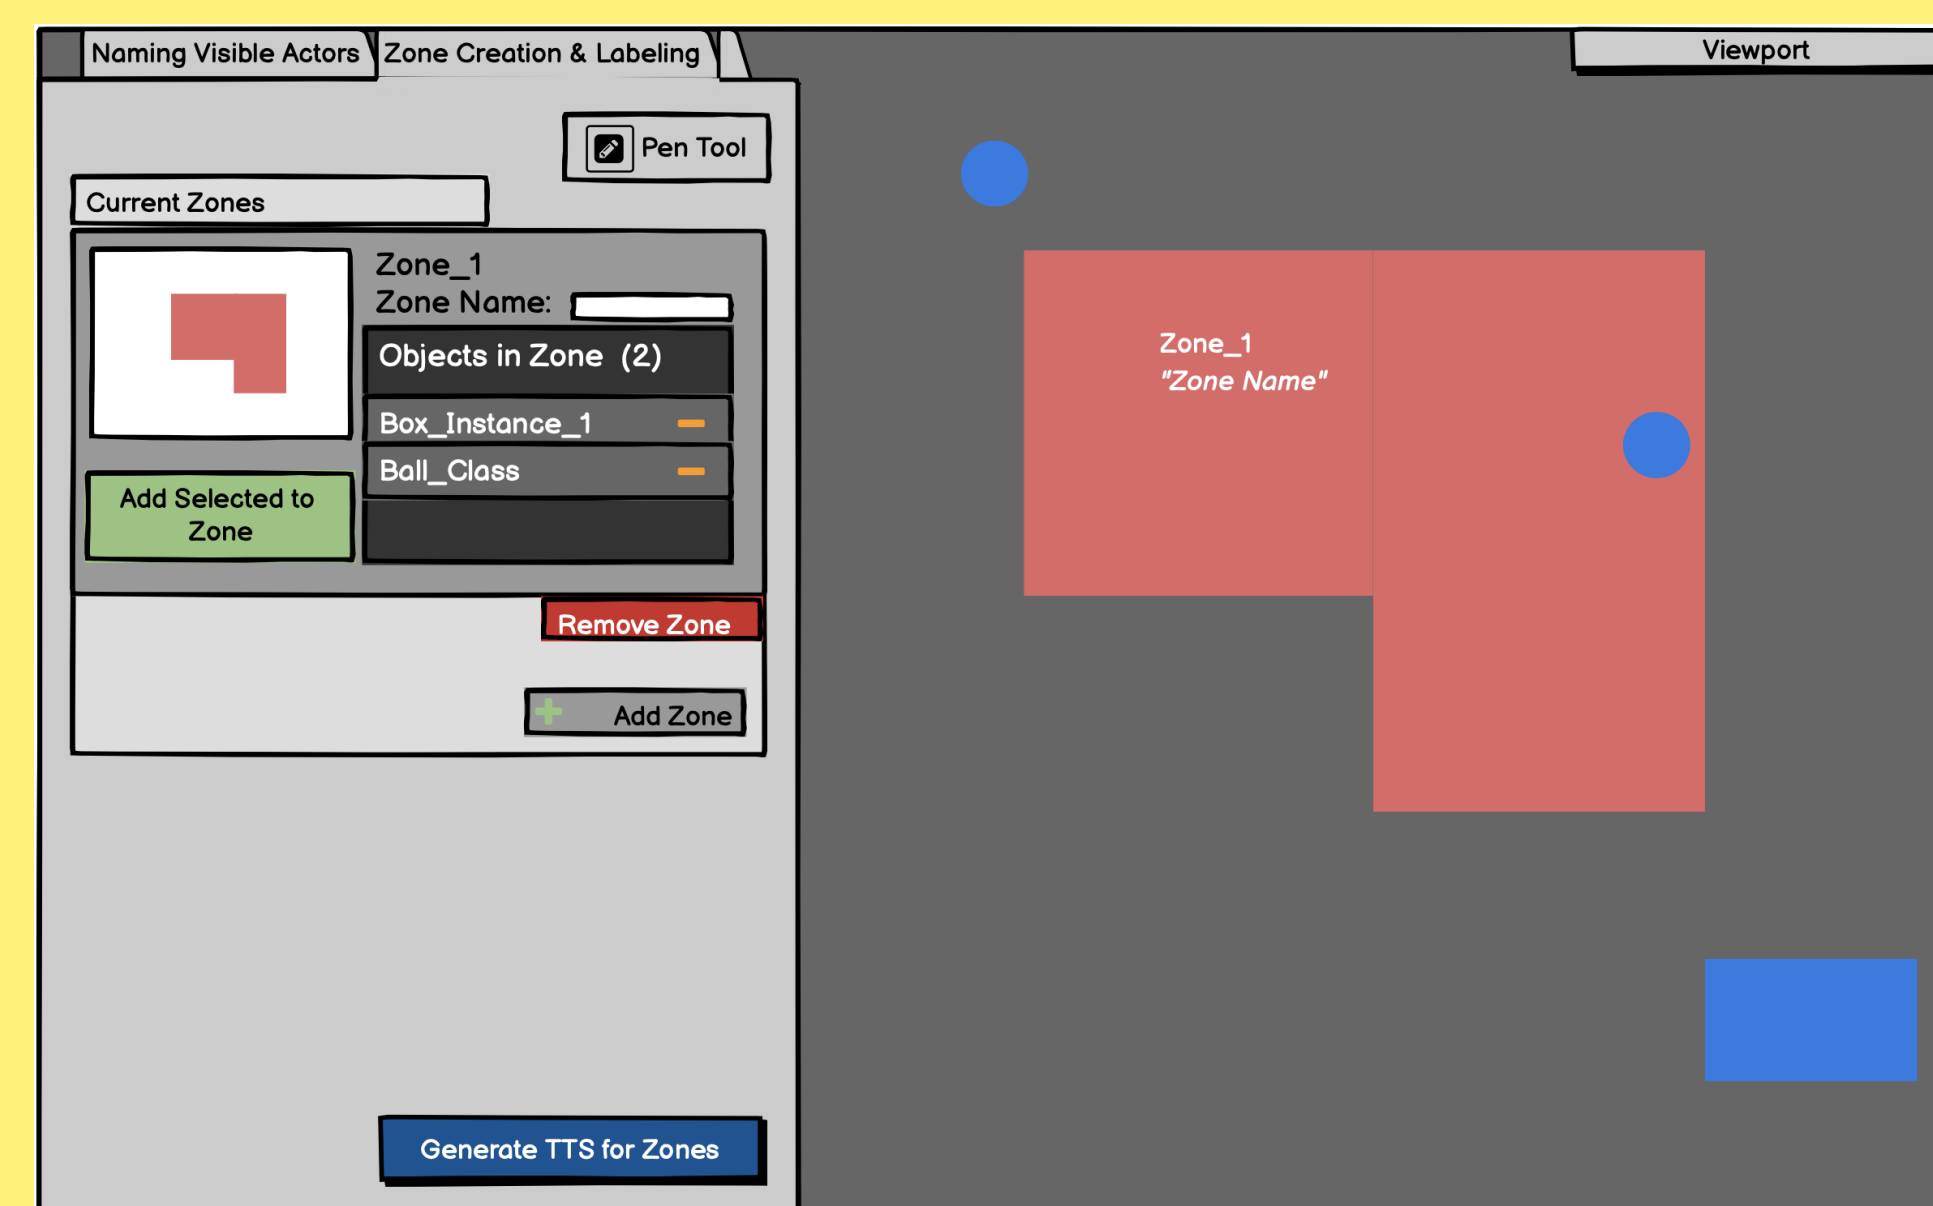 Naming Visible Actors
Zone Creation & Labeling
Viewport
Pen Tool
Current Zones
Zone_1
Zone Name:
Objects in Zone (2)
Box_Instance_1
Ball_Class
Add Selected to
Zone
Remove Zone
Add Zone
Generate TTS for Zones
Zone_1
"Zone Name"